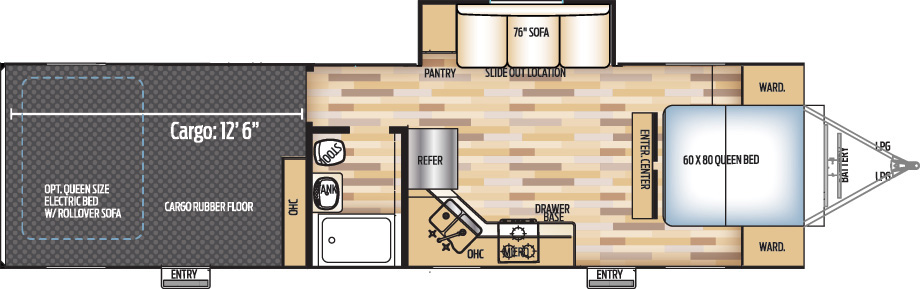 76" SOFA
PANTRY
SLIDE OUT LOCATION
WARD.
Cargo: 12' 6"
STOOL
REFER
ENTER. CENTER
60 X 80 QUEEN BED
BATTERY
LPG
LPG
OPT. QUEEN SIZE
ELECTRIC BED
W/ ROLLOVER SOFA
CARGO RUBBER FLOOR
OHC
TANK
DRAWER
BASE
OHC
MICRO
WARD.
ENTRY
ENTRY